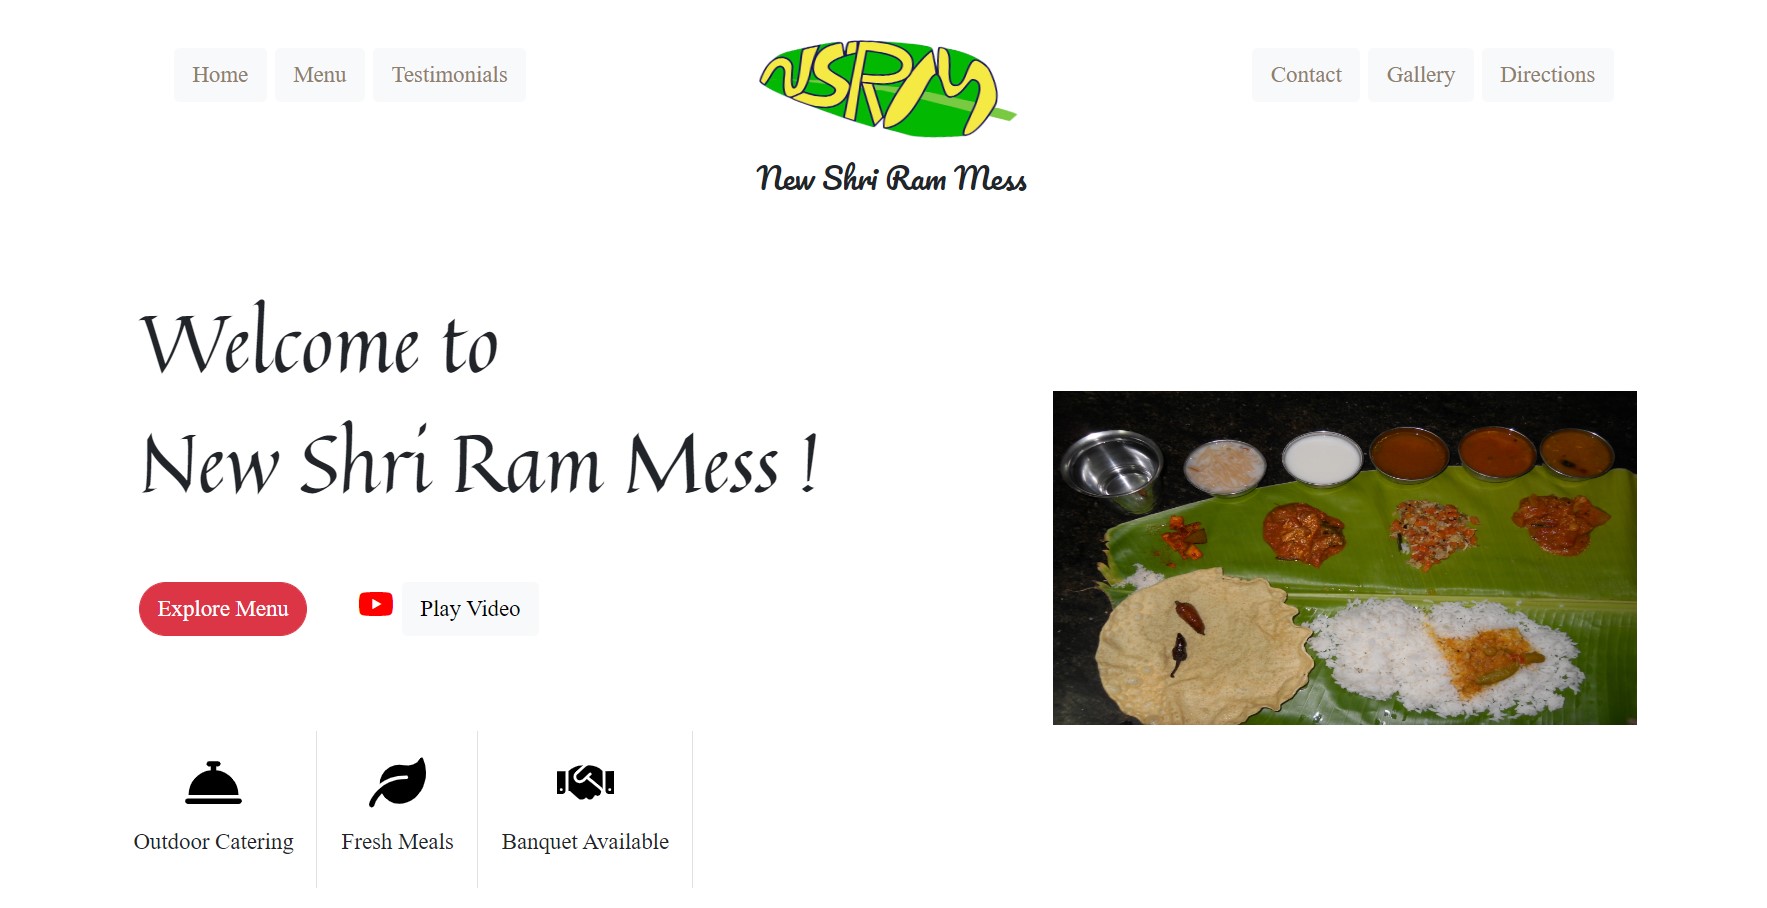 Home Menu Testimonials
NSRM
Contact Gallery Directions
New Shri Ram Mess
Welcome to
New Shri Ram Mess !
Explore Menu
Play Video
Outdoor Catering
Fresh Meals
Banquet Available